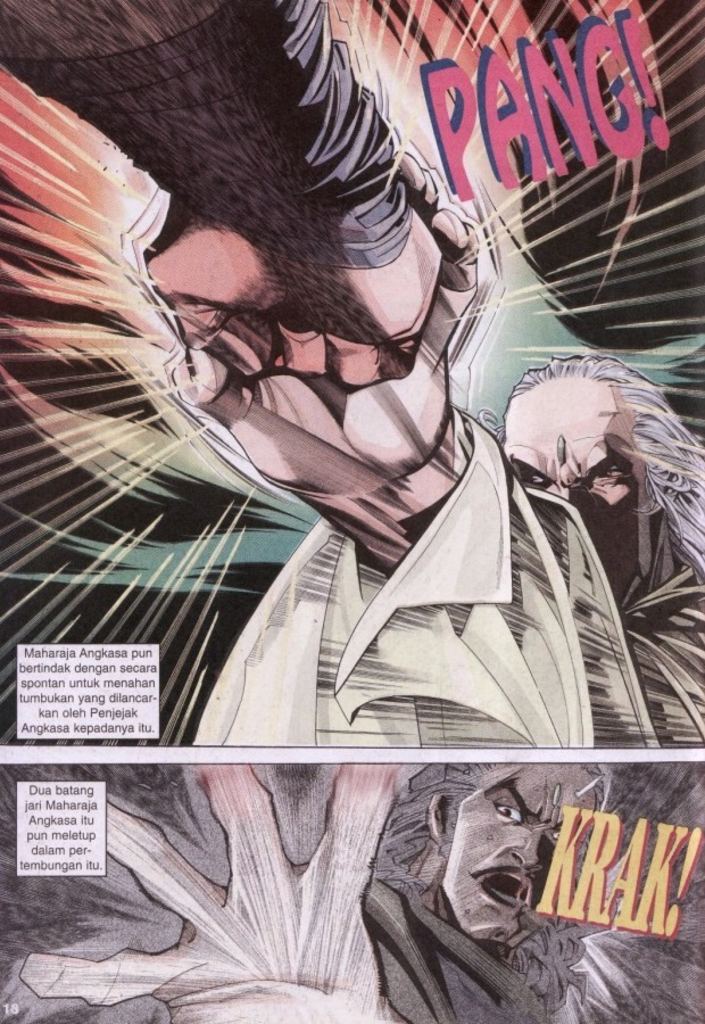 PANG!
Maharaja Angkasa pun
bertindak dengan secara
spontan untuk menahan
tumbukan yang dilancar-
kan oleh Penjejak
Angkasa kepadanya itu.
Dua batang
jari Maharaja
Angkasa itu
pun meletup
dalam per-
tembungan itu.
KRAK!
18